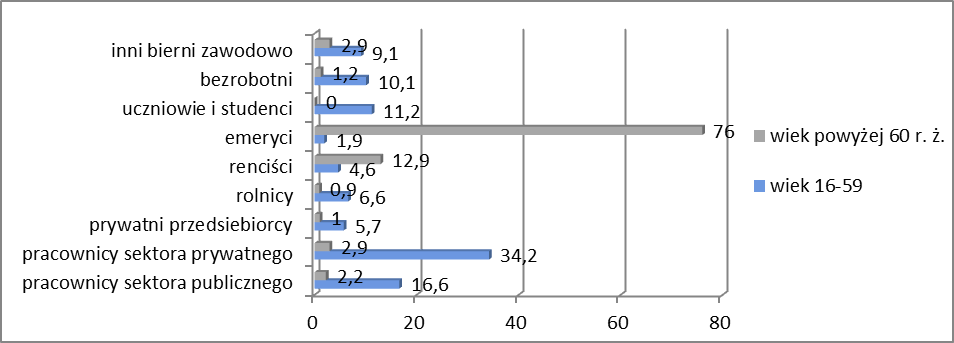 inni bierni zawodowo 2,9 9,1
bezrobotni 1,2 10,1
uczniowie i studenci 0 11,2
emeryci 76 1,9
renciści 12,9 4,6
rolnicy 0,9 6,6
prywatni przedsiebiorcy 1 5,7
pracownicy sektora prywatnego 2,9 34,2
pracownicy sektora publicznego 2,2 16,6
0 20 40 60 80
wiek powyżej 60 r. ż.
wiek 16-59